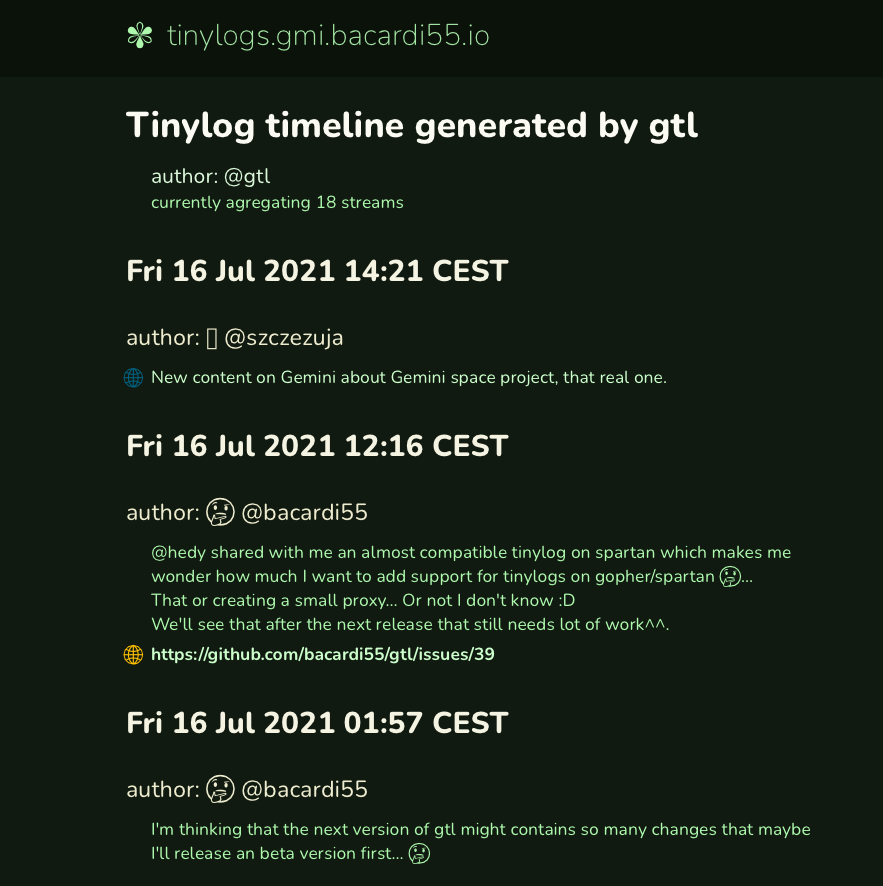 tinylogs.gmi.bacardi55.io
Tinylog timeline generated by gtl
author: @gtl
currently agregating 18 streams
Fri 16 Jul 2021 14:21 CEST
author: @szczezuja
New content on Gemini about Gemini space project, that real one.
Fri 16 Jul 2021 12:16 CEST
author: 🤔 @bacardi55
@hedy shared with me an almost compatible tinylog on spartan which makes me
wonder how much I want to add support for tinylogs on gopher/spartan 🤔...
That or creating a small proxy... Or not I don't know :D
We'll see that after the next release that still needs lot of work^^.
https://github.com/bacardi55/gtl/issues/39
Fri 16 Jul 2021 01:57 CEST
author: 🤔 @bacardi55
I'm thinking that the next version of gtl might contains so many changes that maybe
I'll release an beta version first... 🤔